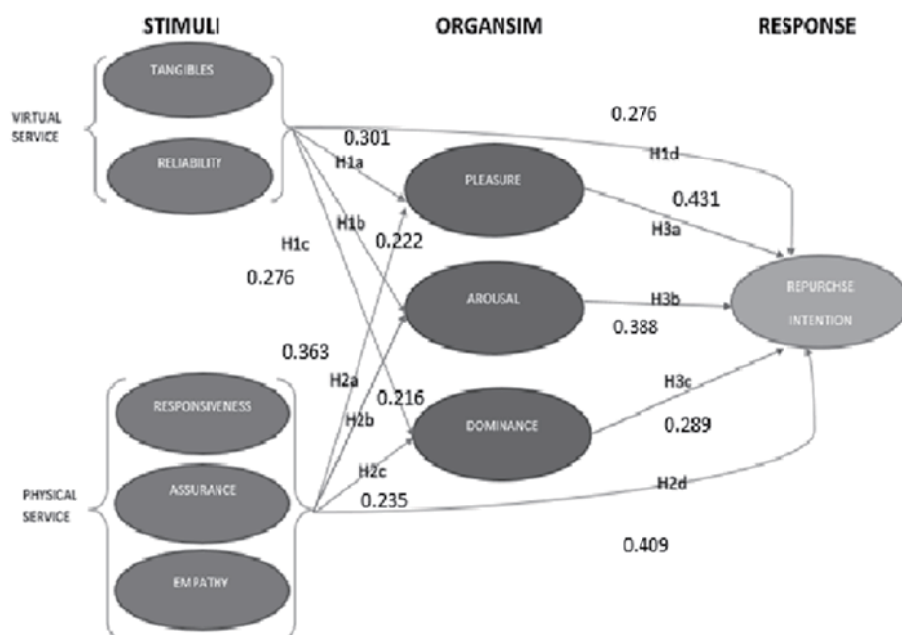 STIMULI
ORGANSIM
RESPONSE
TANGIBLES
VIRTUAL
SERVICE
RELIABILITY
0.276
0.301
H1a
H1d
PLEASURE
0.431
H1b
H1c
0.222
H3a
0.276
AROUSAL
H3b
REPURCHSE
INTENTION
0.388
0.363
H2a
H3c
0.216
RESPONSIVENESS
H2b
DOMINANCE
0.289
H2c
H2d
PHYSICAL
SERVICE
ASSURANCE
0.235
0.409
EMPATHY